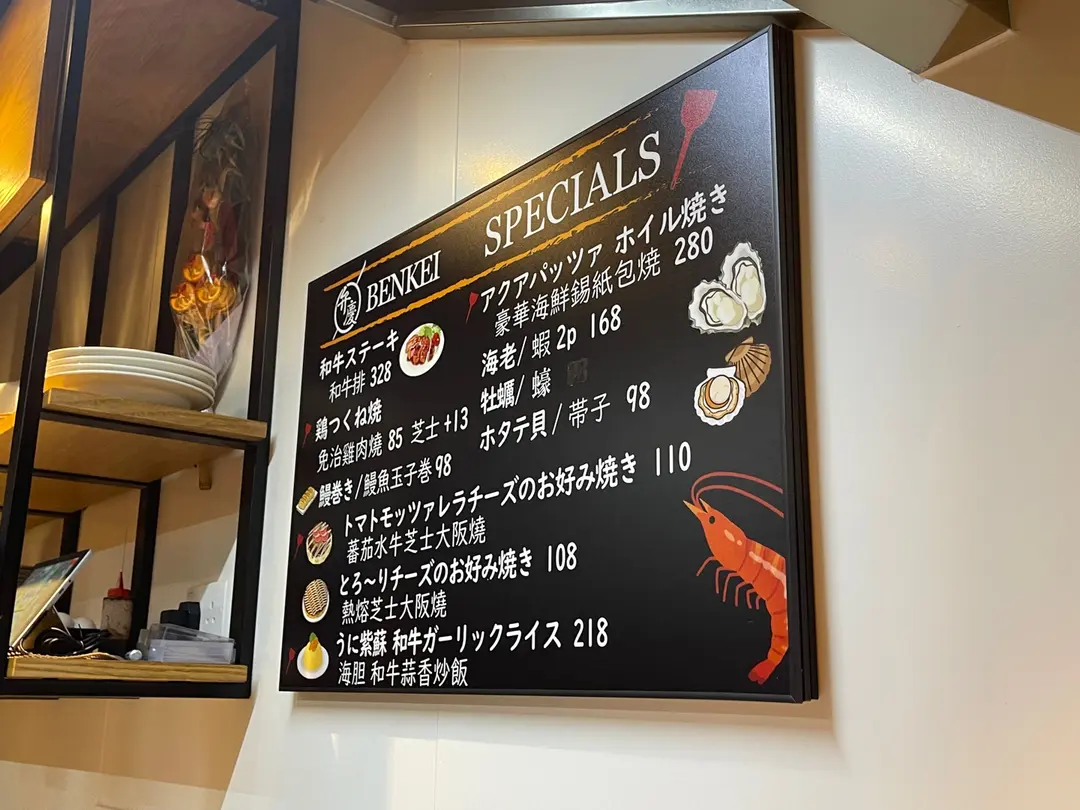 弁慶 BENKEI SPECIALS
和牛ステーキ
和牛排 328
鶏つくね焼
免治雞肉燒 85 芝士 +13
鰻巻き/鰻魚玉子巻 98
アクアパッツァ ホイル焼き
豪華海鮮錫紙包燒 280
海老/蝦 2p 168
牡蠣/蠔
ホタテ貝/帯子 98
トマトモッツァレラチーズのお好み焼き 110
蕃茄水牛芝士大阪燒
とろ～りチーズのお好み焼き 108
熱熔芝士大阪燒
うに紫蘇 和牛ガーリックライス 218
海胆 和牛蒜香炒飯